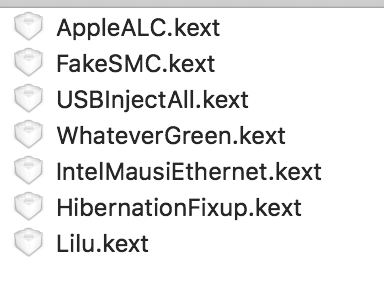 AppleALC.kext
FakeSMC.kext
USBInjectAll.kext
WhateverGreen.kext
IntelMausiEthernet.kext
HibernationFixup.kext
Lilu.kext